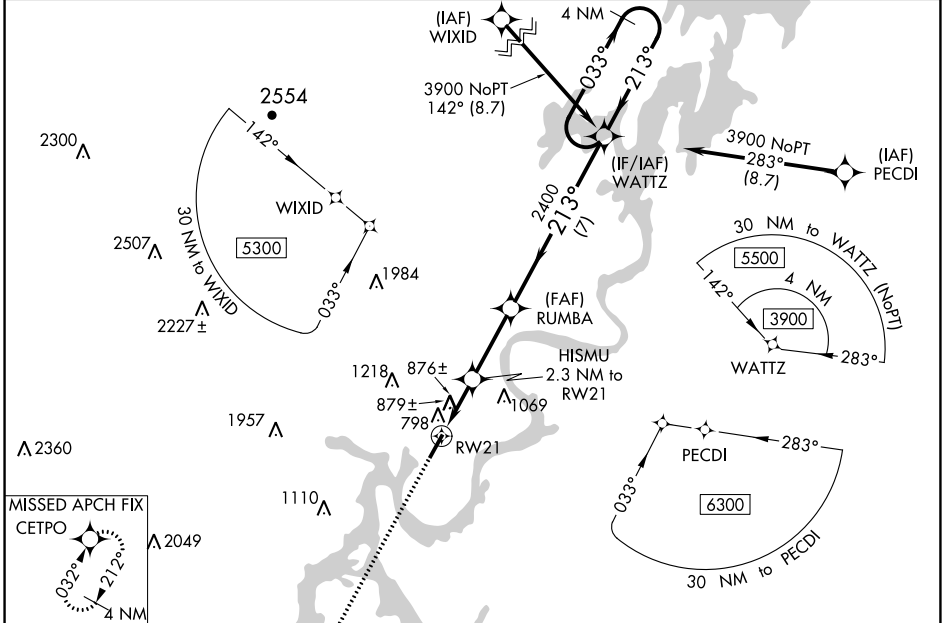 (IAF)
WIXID
4 NM
033°
213°
3900 NoPT
142° (8.7)
2554
2300
142°
WIXID
30 NM to WIXID
5300
033°
2507
2227±
1984
(IF/IAF)
WATTZ
3900 NoPT
283°
(8.7)
(IAF)
PECDI
2400
213°
(7)
30 NM to WATTZ (NoPT)
5500
4 NM
142°
3900
283°
WATTZ
(FAF)
RUMBA
HISMU
2.3 NM to
RW21
1218
876±
879±
798
1069
RW21
1957
2360
1110
2049
PECDI
283°
033°
6300
30 NM to PECDI
MISSED APCH FIX
CETPO
032°
212°
4 NM